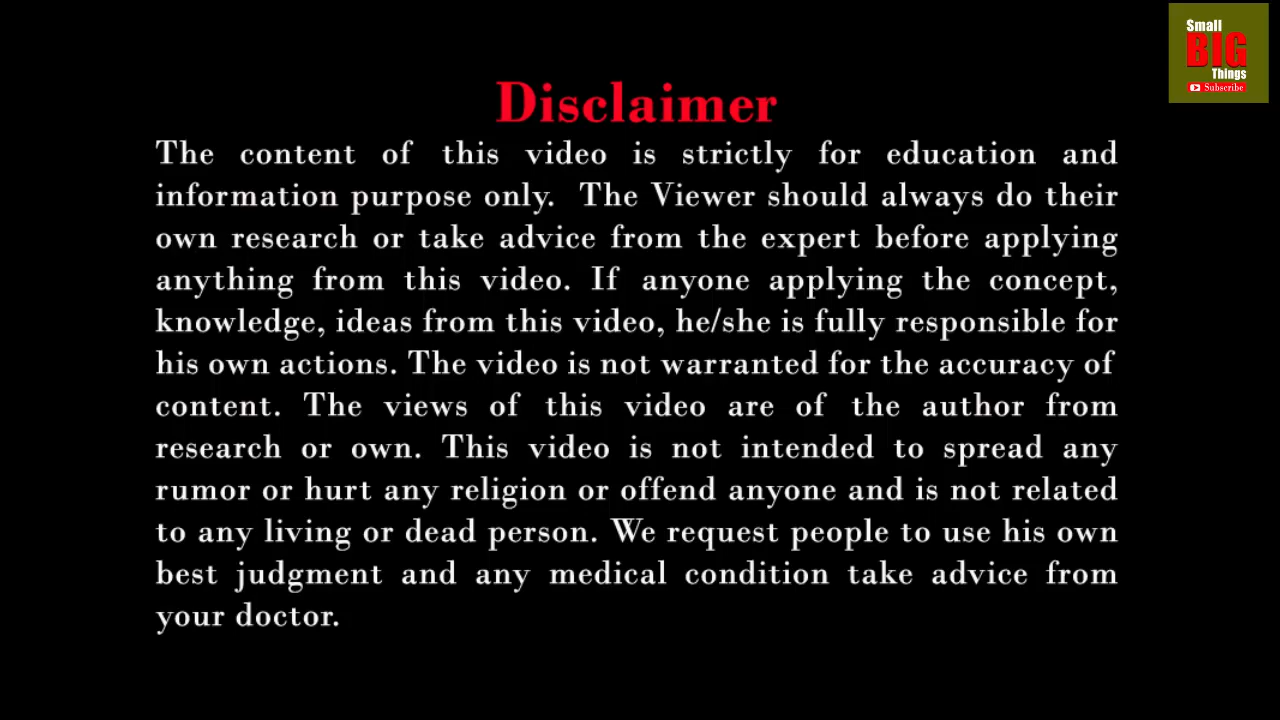 Small
BIG
Things
Subscribe
Disclaimer
The content of this video is strictly for education and
information purpose only. The Viewer should always do their
own research or take advice from the expert before applying
anything from this video. If anyone applying the concept,
knowledge, ideas from this video, he/she is fully responsible for
his own actions. The video is not warranted for the accuracy of
content. The views of this video are of the author from
research or own. This video is not intended to spread any
rumor or hurt any religion or offend anyone and is not related
to any living or dead person. We request people to use his own
best judgment and any medical condition take advice from
your doctor.